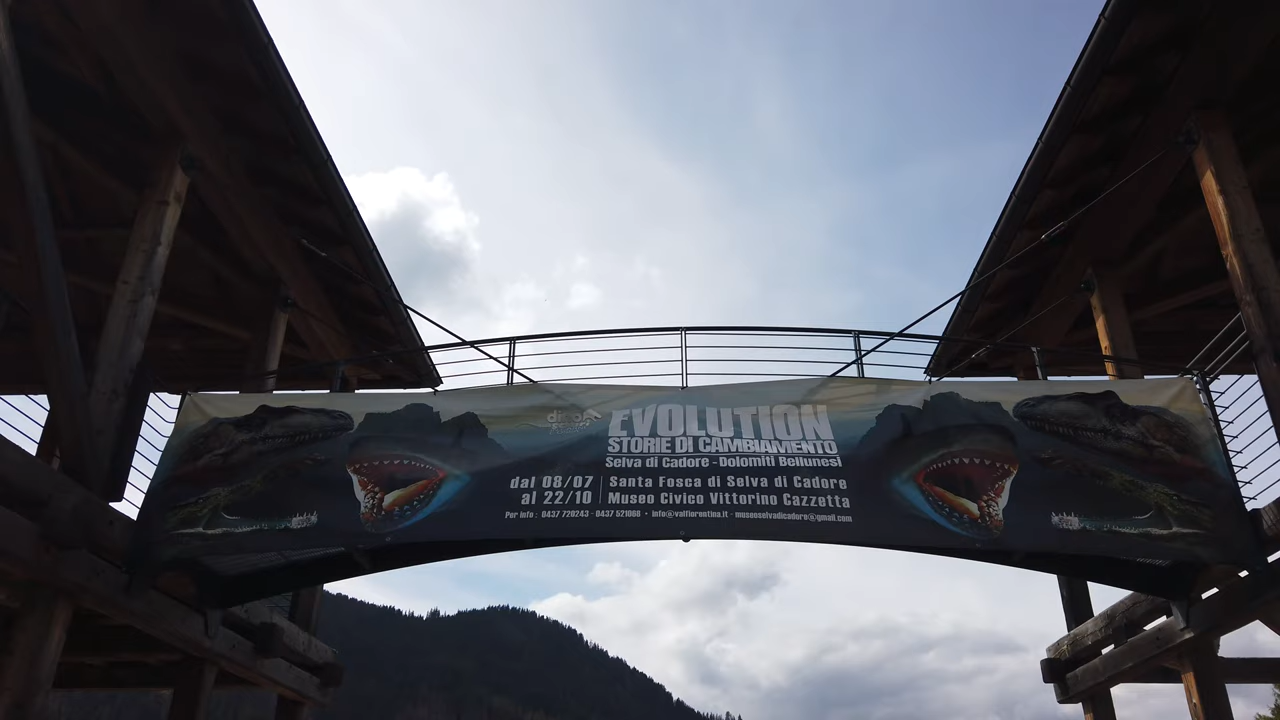 EVOLUTION
STORIE DI CAMBIAMENTO
Selva di Cadore - Dolomiti Bellunesi
dal 08/07
al 22/10
Santa Fosca di Selva di Cadore
Museo Civico Vittorino Cazzetta
Per info : 0437 720243 - 0437 521068 • info@valfiorentina.it - museoselvadicadore@gmail.com